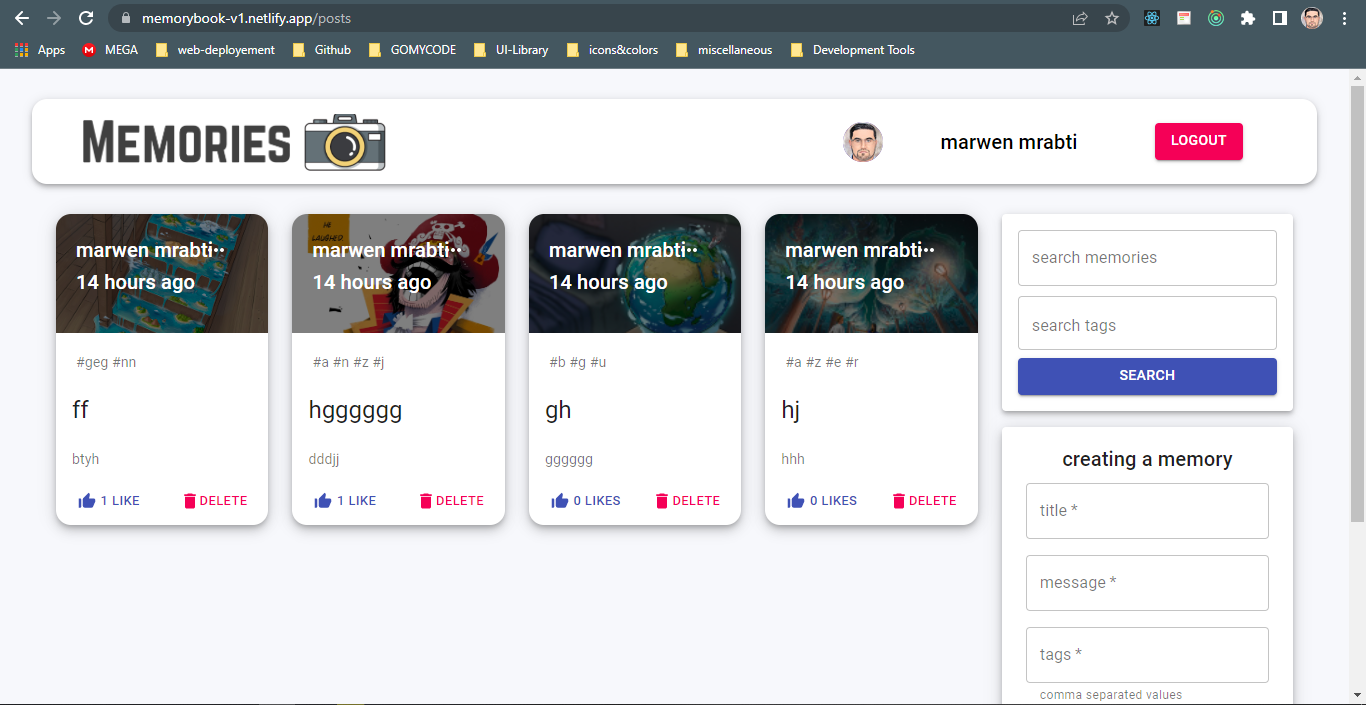 memorybook-v1.netlify.app/posts
Apps MEGA web-deployement Github GOMYCODE UI-Library icons&colors miscellaneous Development Tools
MEMORIES
marwen mrabti
LOGOUT
marwen mrabti··
14 hours ago
#geg #nn
ff
btyh
1 LIKE DELETE
HE LAUGHED.
marwen mrabti··
14 hours ago
#a #n #z #j
hgggggg
dddjj
1 LIKE DELETE
marwen mrabti··
14 hours ago
#b #g #u
gh
gggggg
0 LIKES DELETE
marwen mrabti··
14 hours ago
#a #z #e #r
hj
hhh
0 LIKES DELETE
search memories
search tags
SEARCH
creating a memory
title *
message *
tags *
comma separated values